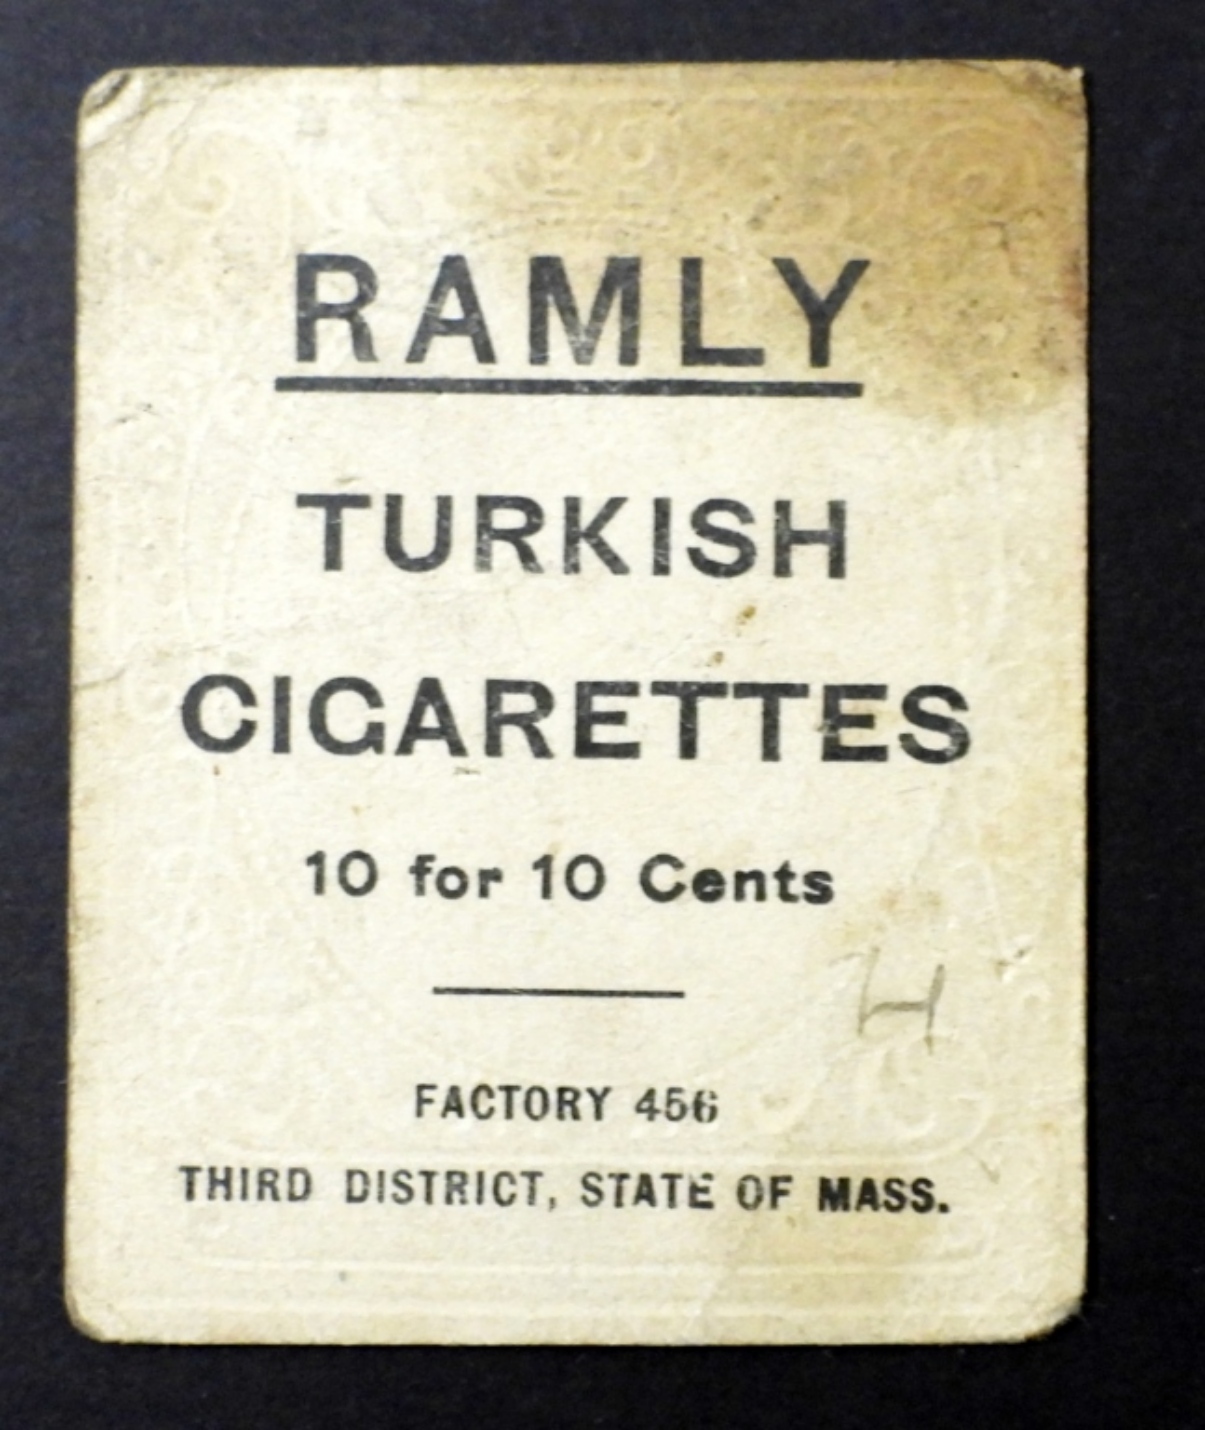 RAMLY
TURKISH
CIGARETTES
10 for 10 Cents
H
FACTORY 456
THIRD DISTRICT, STATE OF MASS.